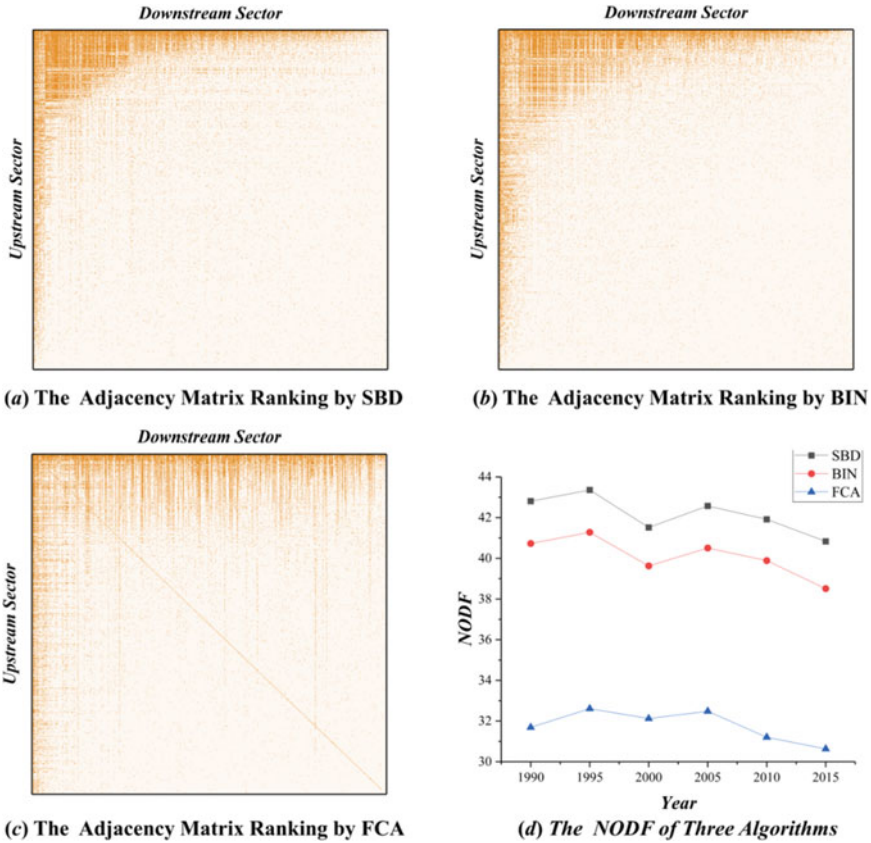 Downstream Sector
Downstream Sector
Upstream Sector
Upstream Sector
(a) The Adjacency Matrix Ranking by SBD
(b) The Adjacency Matrix Ranking by BIN
Downstream Sector
Upstream Sector
(c) The Adjacency Matrix Ranking by FCA
SBD
BIN
FCA
44
42
40
38
36
34
32
30
NODF
1990 1995 2000 2005 2010 2015
Year
(d) The NODF of Three Algorithms